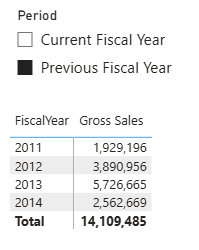 Period
Current Fiscal Year
Previous Fiscal Year
FiscalYear Gross Sales
2011 1,929,196
2012 3,890,956
2013 5,726,665
2014 2,562,669
Total 14,109,485